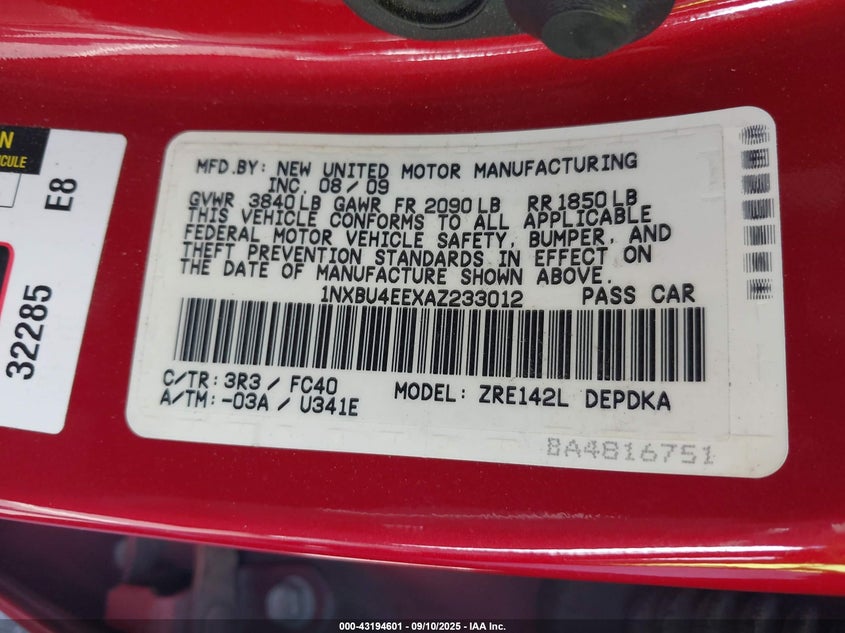 N
CULE
E8
32285
MFD.BY: NEW UNITED MOTOR MANUFACTURING
INC. 08/09
GVWR 3840LB GAWR FR 2090LB RR1850LB
THIS VEHICLE CONFORMS TO ALL APPLICABLE
FEDERAL MOTOR VEHICLE SAFETY, BUMPER, AND
THEFT PREVENTION STANDARDS IN EFFECT ON
THE DATE OF MANUFACTURE SHOWN ABOVE.
1NXBU4EEXAZ233012 PASS CAR
C/TR: 3R3 / FC40 MODEL: ZRE142L DEPDKA
A/TM: -03A / U341E
BA4816751
000-43194601 - 09/10/2025 - IAA Inc.